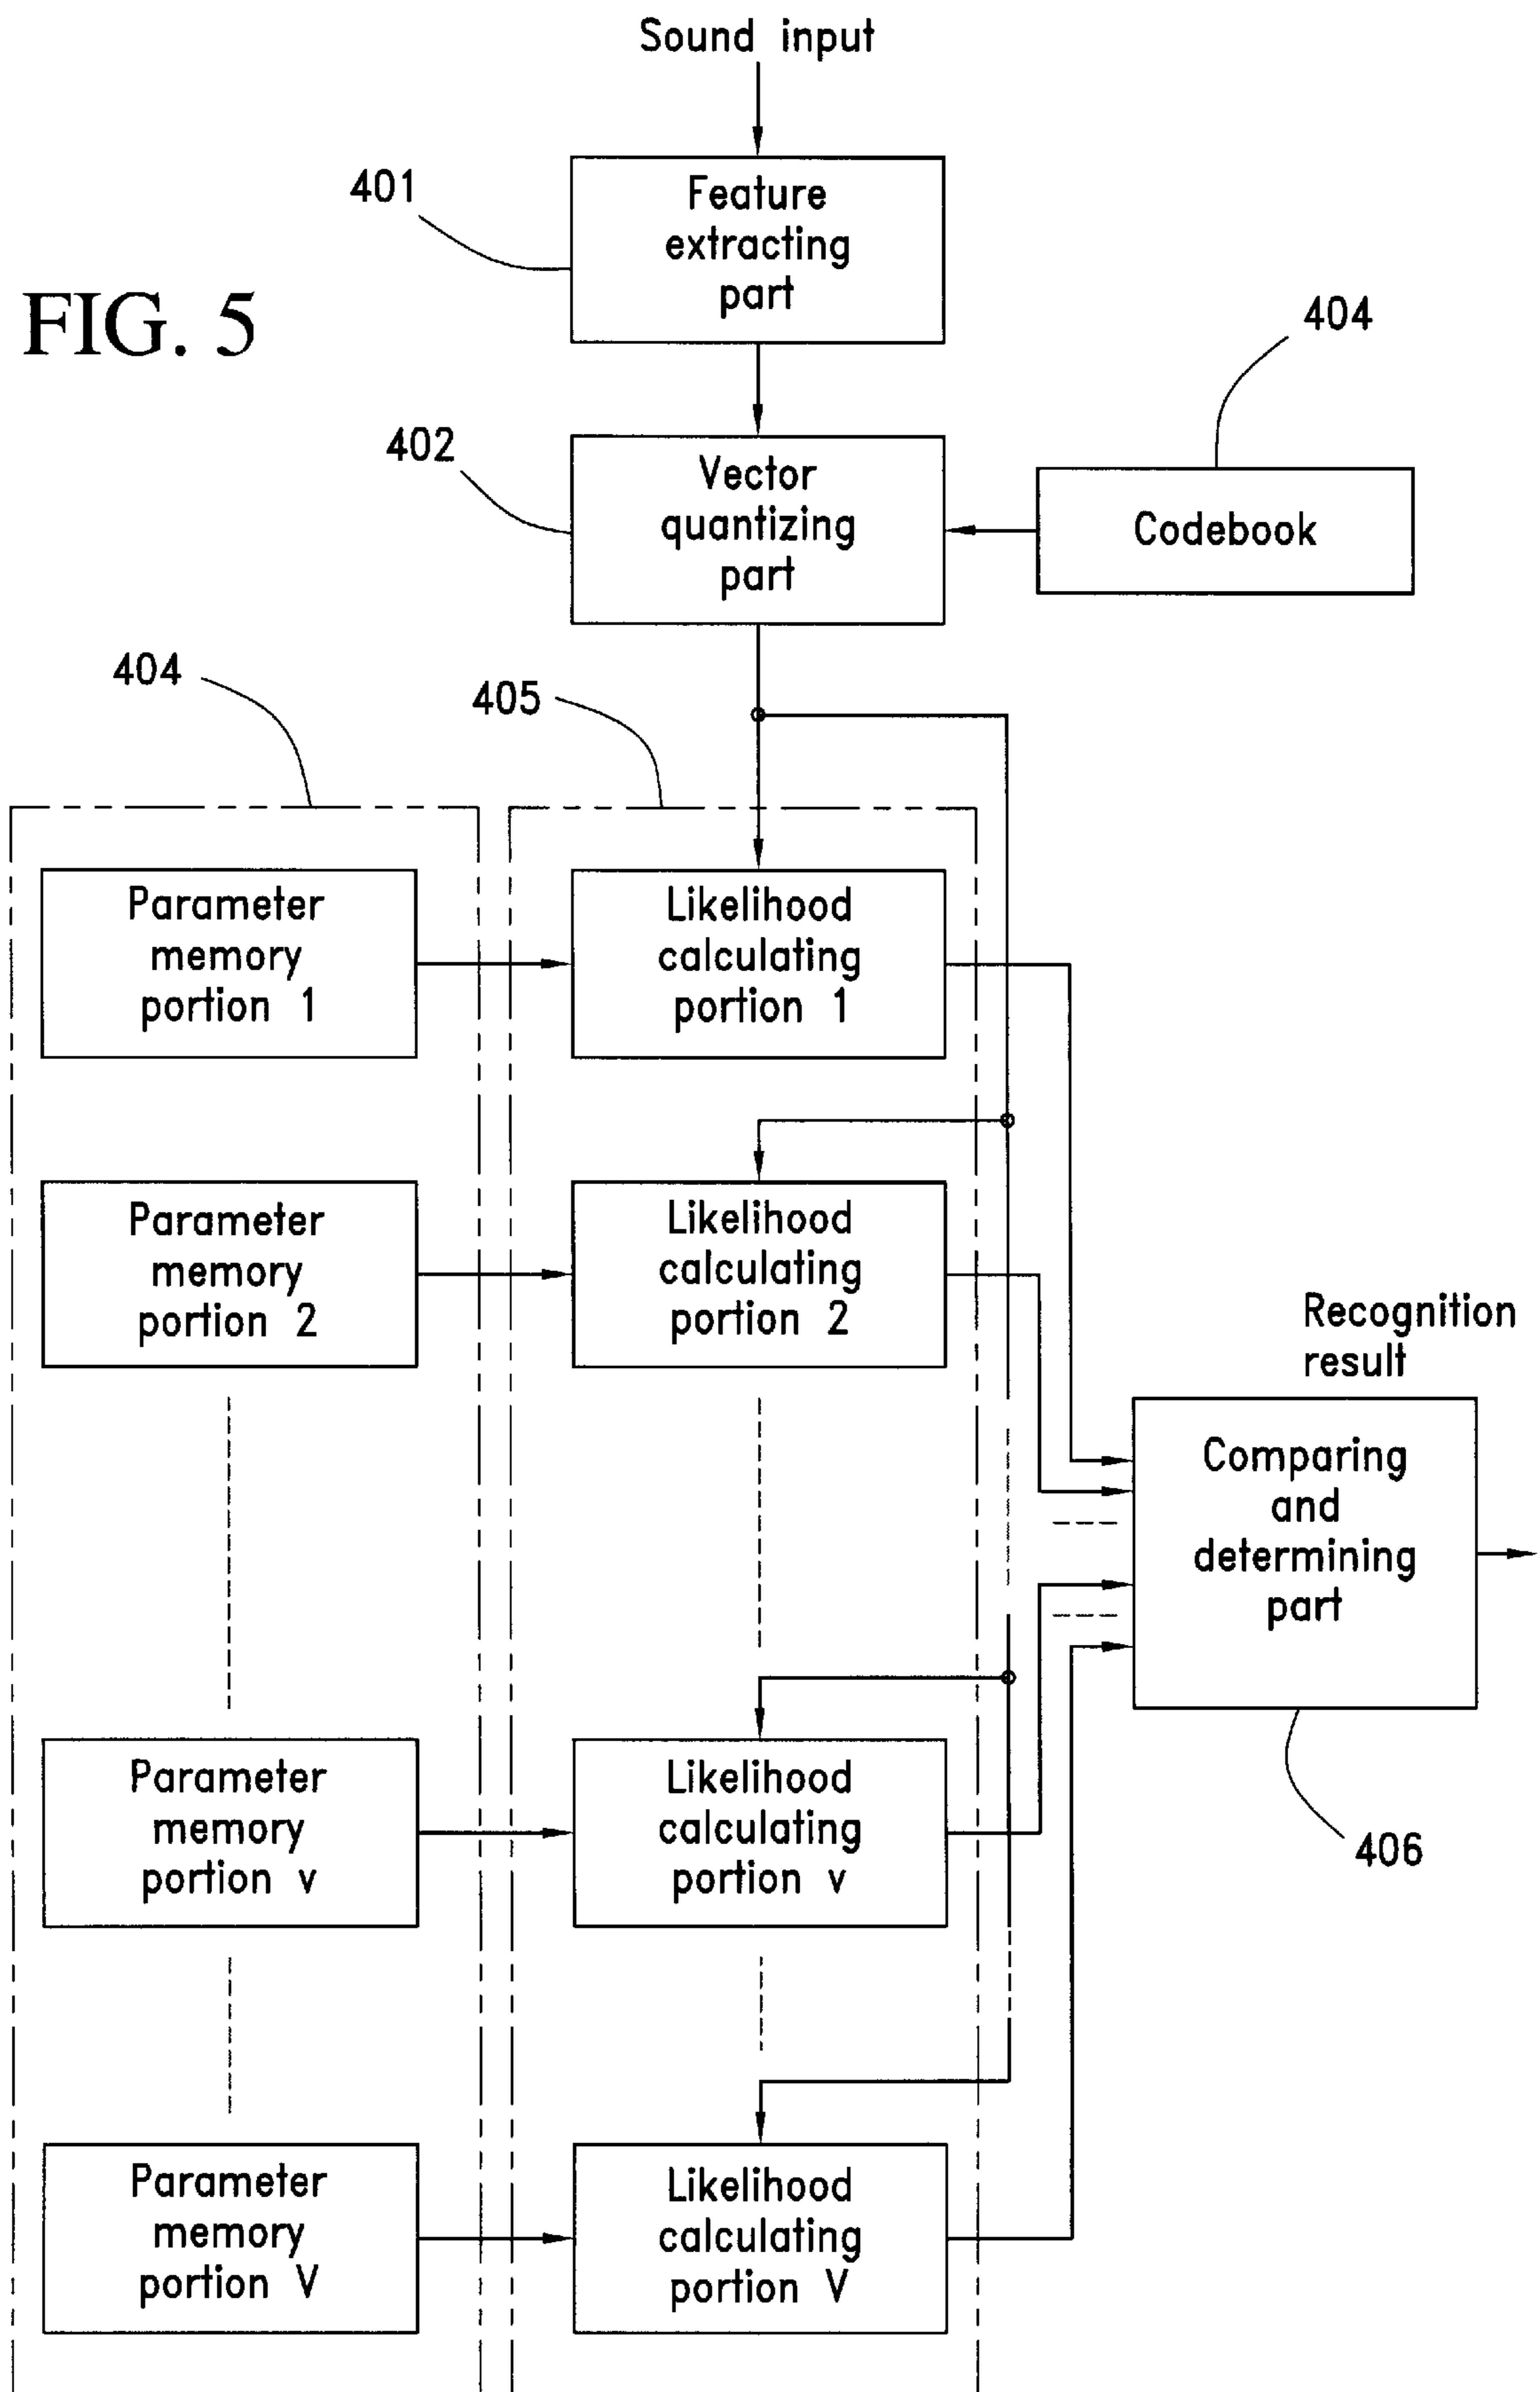 Sound input
401
Feature
extracting
part
FIG. 5
404
402
Vector
quantizing
part
Codebook
404
405
Parameter
memory
portion 1
Likelihood
calculating
portion 1
Parameter
memory
portion 2
Likelihood
calculating
portion 2
Recognition
result
Comparing
and
determining
part
Parameter
memory
portion v
Likelihood
calculating
portion v
406
Parameter
memory
portion V
Likelihood
calculating
portion V